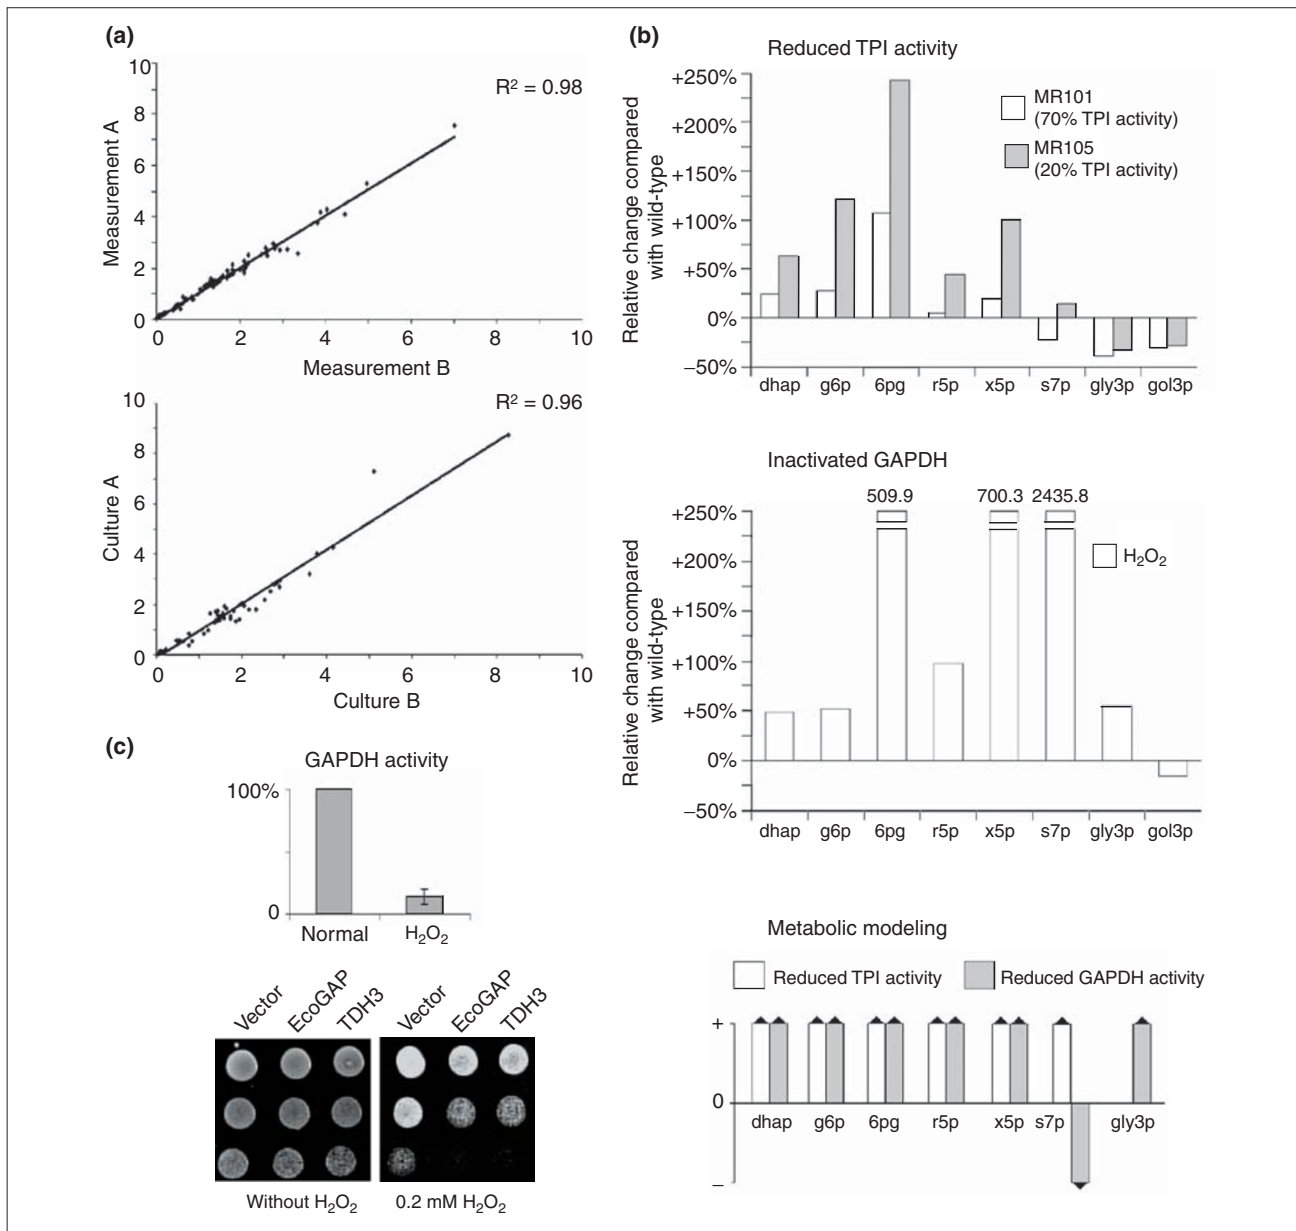 (a)
10
8
6
4
2
0
Measurement A
R² = 0.98
0
2
4
6
8
10
Measurement B
10
8
6
4
2
0
Culture A
R² = 0.96
0
2
4
6
8
10
Culture B
(b)
Reduced TPI activity
+250%
+200%
+150%
+100%
+50%
0%
−50%
Relative change compared
with wild-type
MR101
(70% TPI activity)
MR105
(20% TPI activity)
dhap g6p 6pg r5p x5p s7p gly3p gol3p
Inactivated GAPDH
509.9 700.3 2435.8
+250%
+200%
+150%
+100%
+50%
0%
−50%
Relative change compared
with wild-type
H₂O₂
dhap g6p 6pg r5p x5p s7p gly3p gol3p
Metabolic modeling
Reduced TPI activity
Reduced GAPDH activity
+
0
−
dhap g6p 6pg r5p x5p s7p gly3p
(c)
GAPDH activity
100%
0
Normal H₂O₂
Vector EcoGAP TDH3
Vector EcoGAP TDH3
Without H₂O₂
0.2 mM H₂O₂